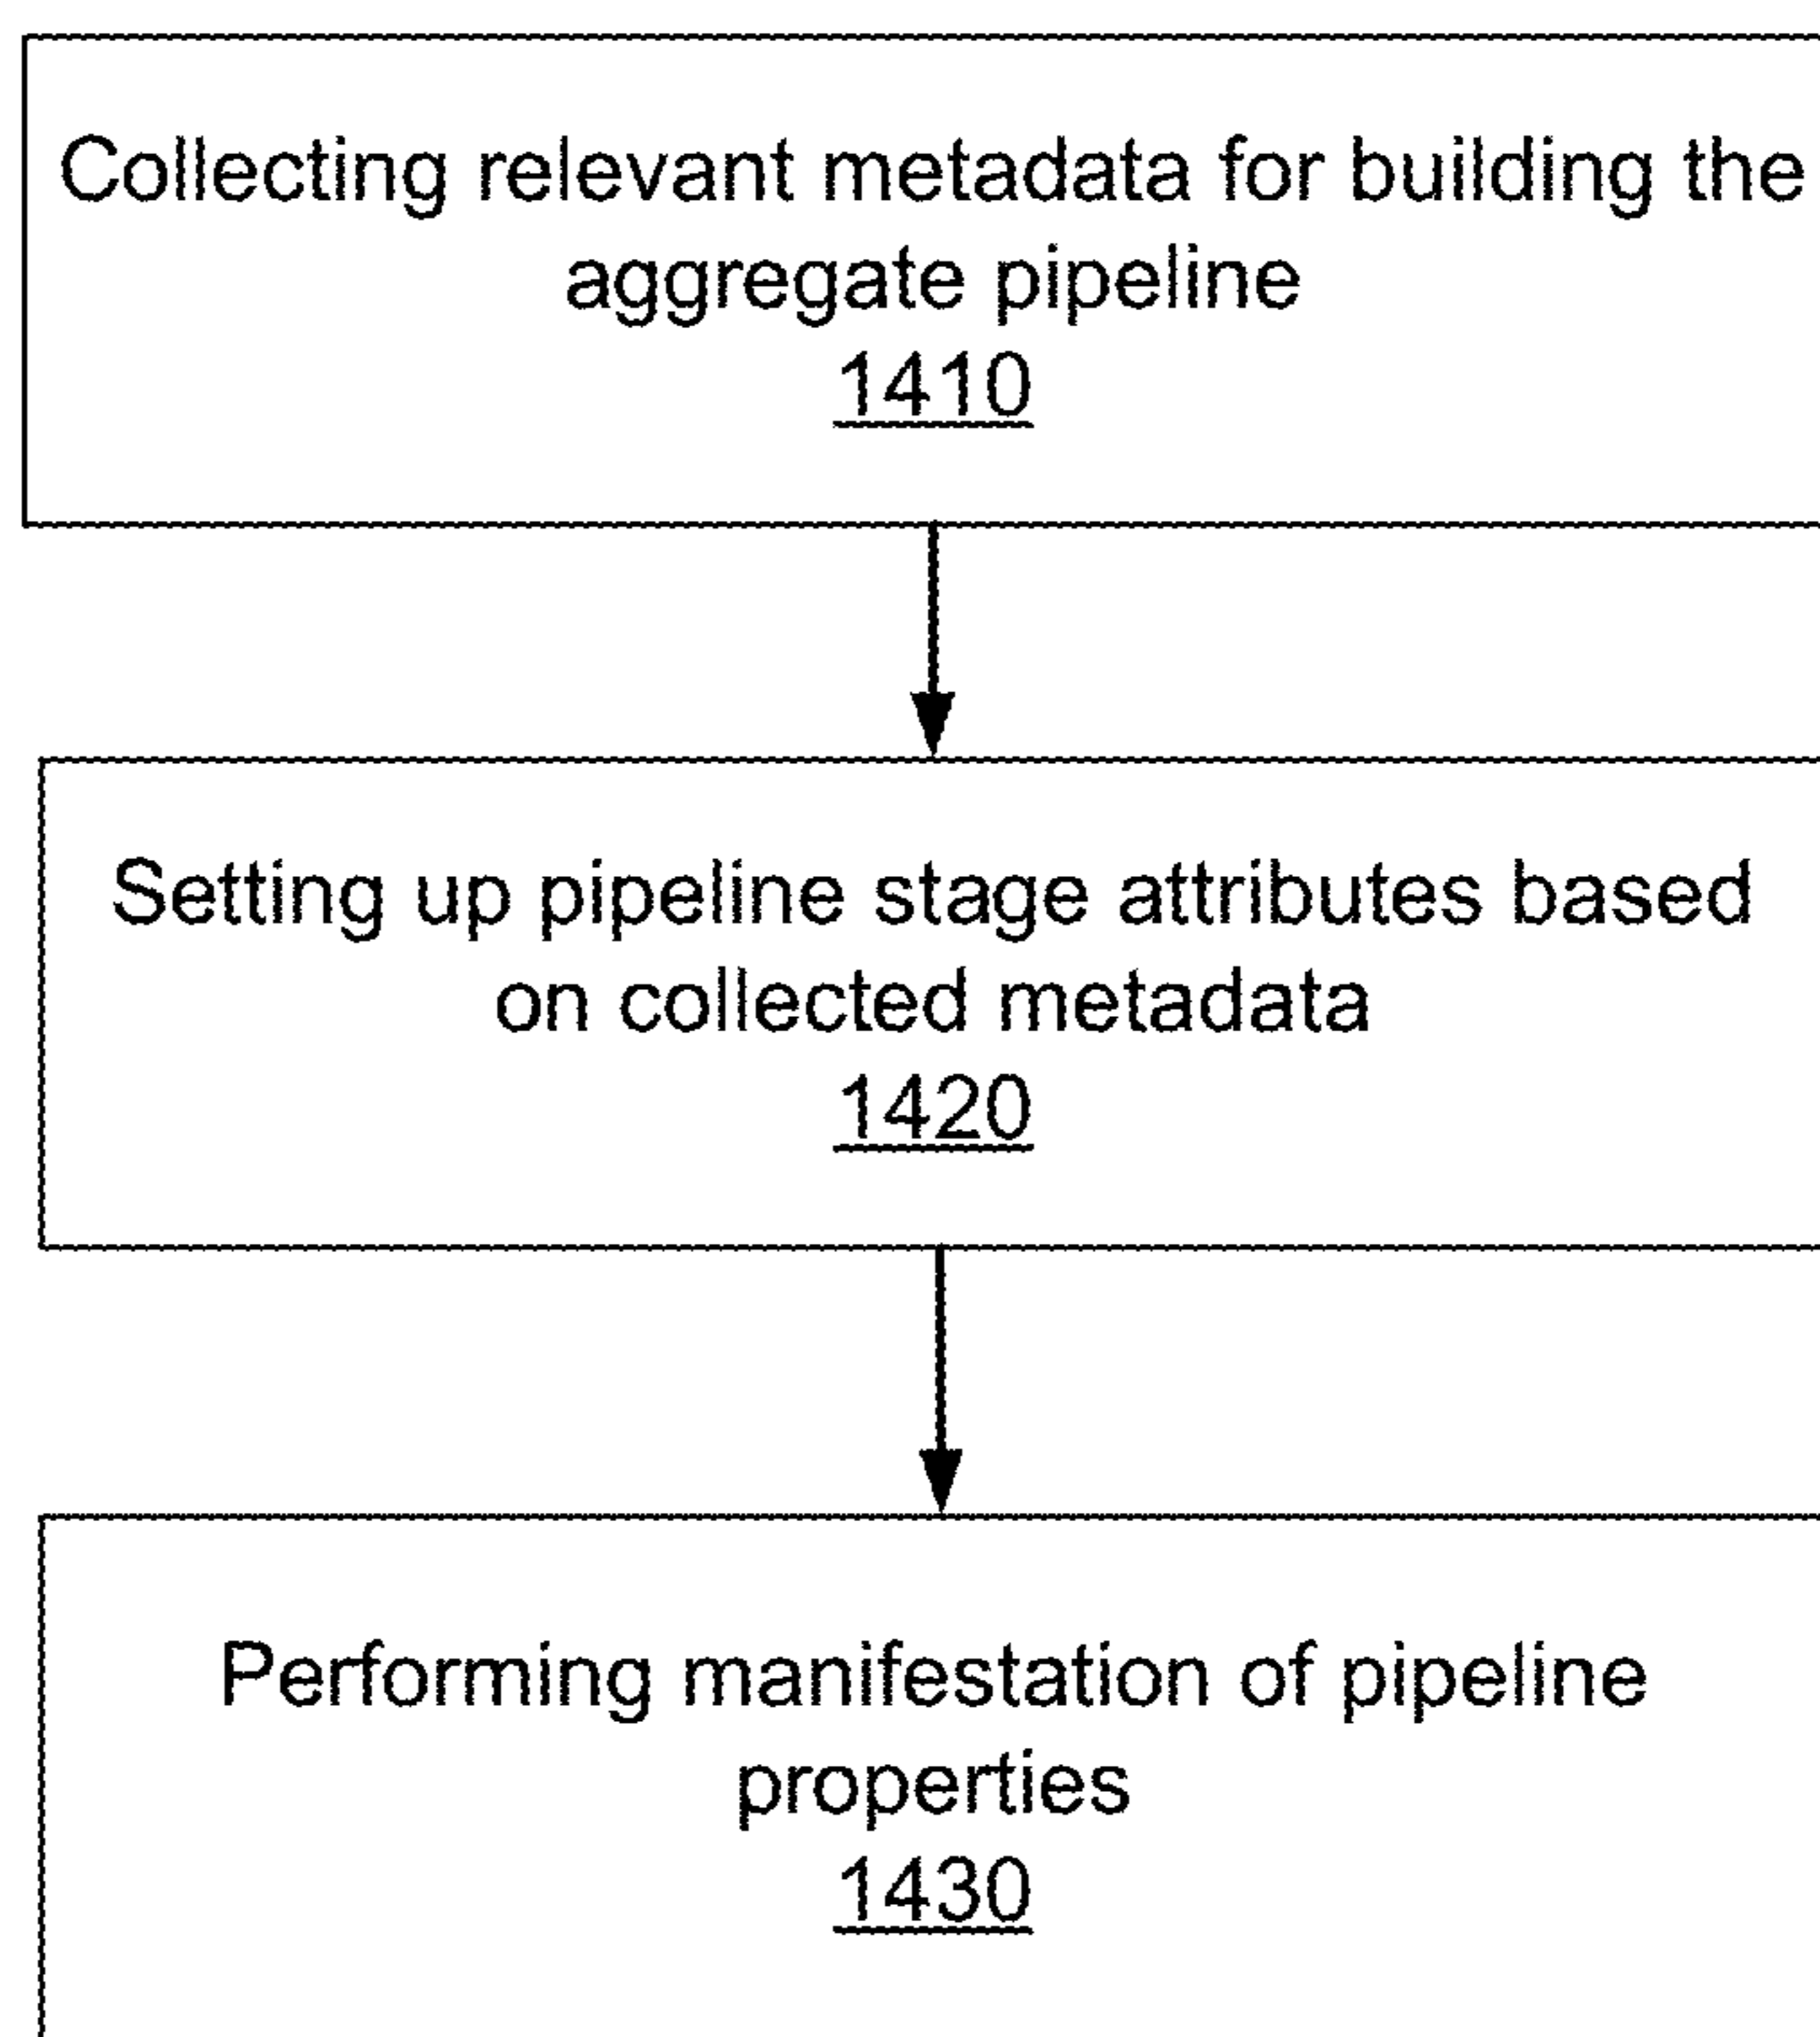 Collecting relevant metadata for building the
aggregate pipeline
1410
Setting up pipeline stage attributes based
on collected metadata
1420
Performing manifestation of pipeline
properties
1430